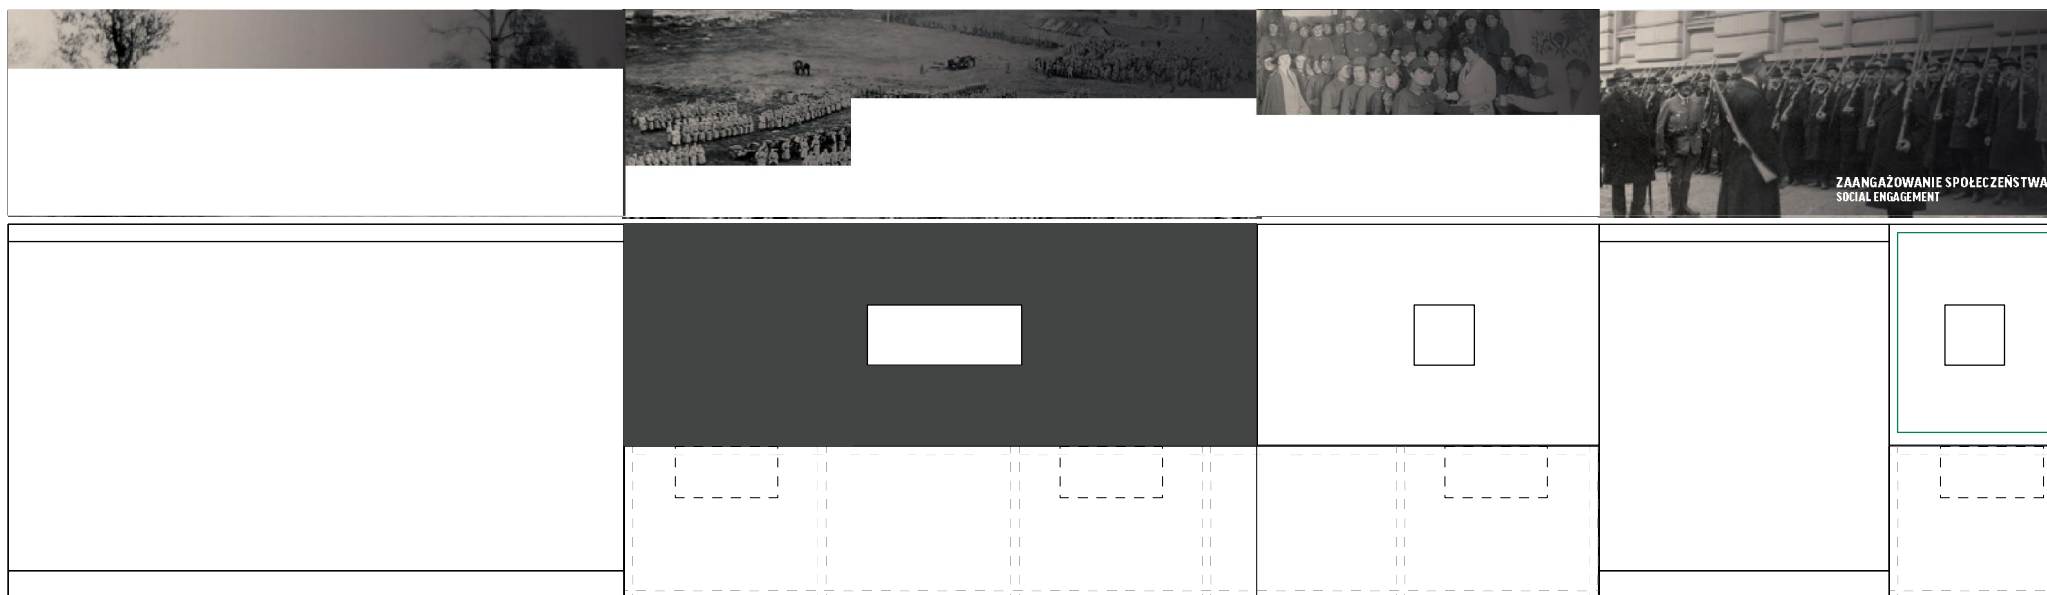 ZAANGAŻOWANIE SPOŁECZEŃSTWA
SOCIAL ENGAGEMENT